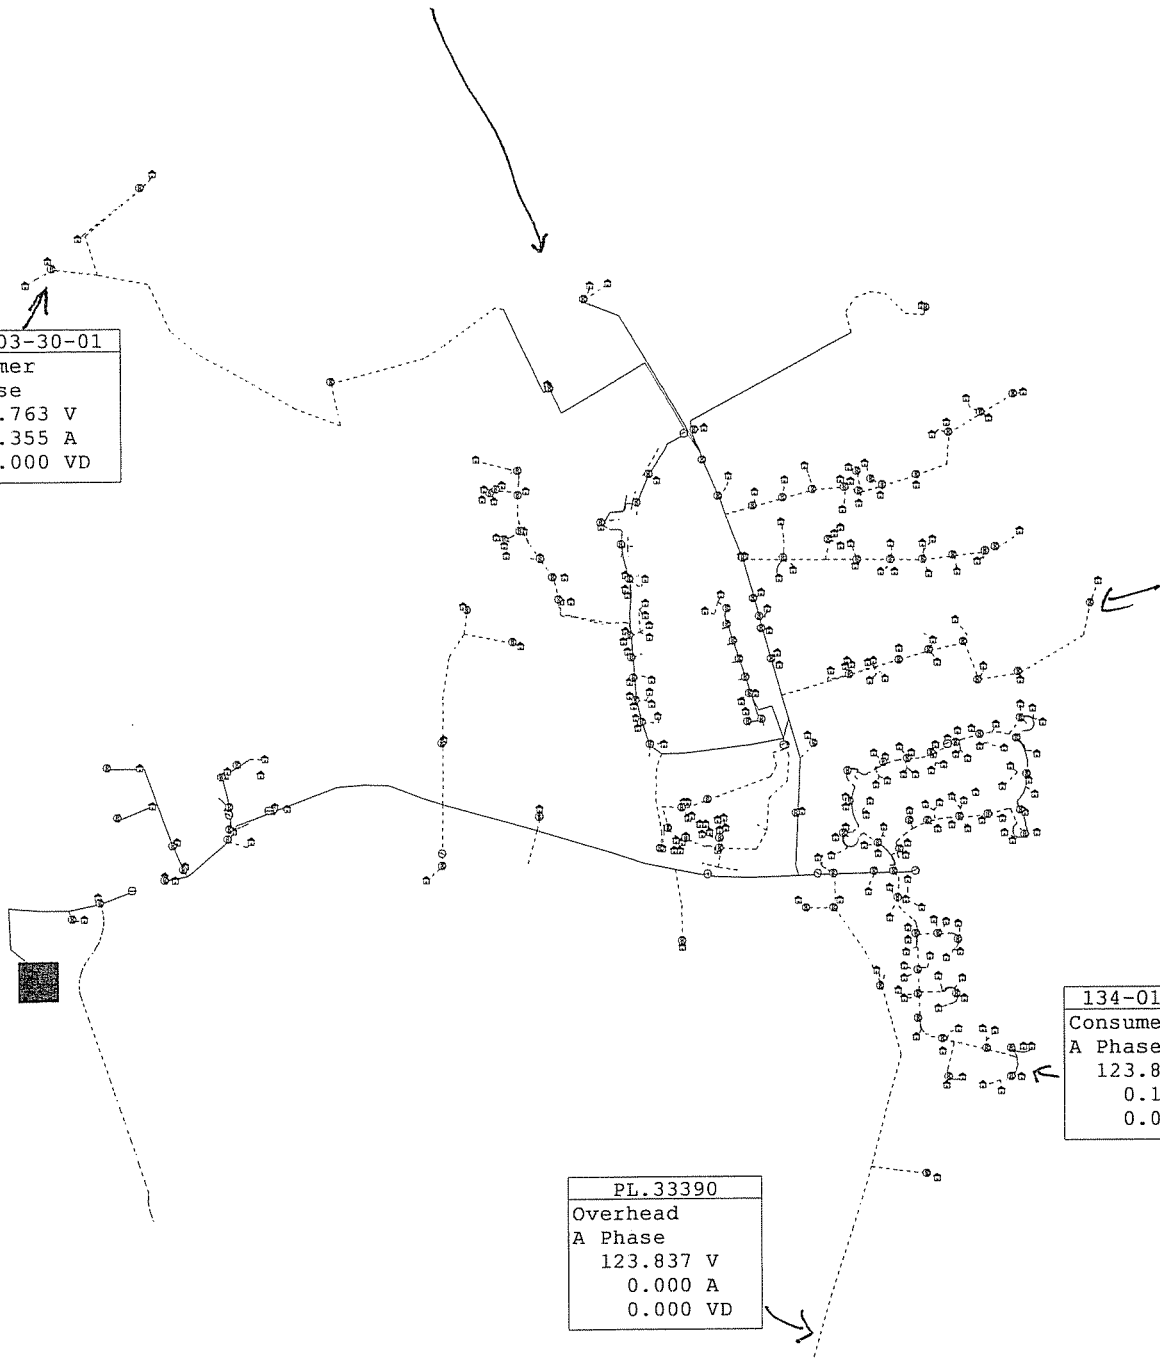 03-30-01
mer
se
.763 V
.355 A
.000 VD
134-01
Consume
A Phase
123.8
0.1
0.0
PL.33390
Overhead
A Phase
123.837 V
0.000 A
0.000 VD